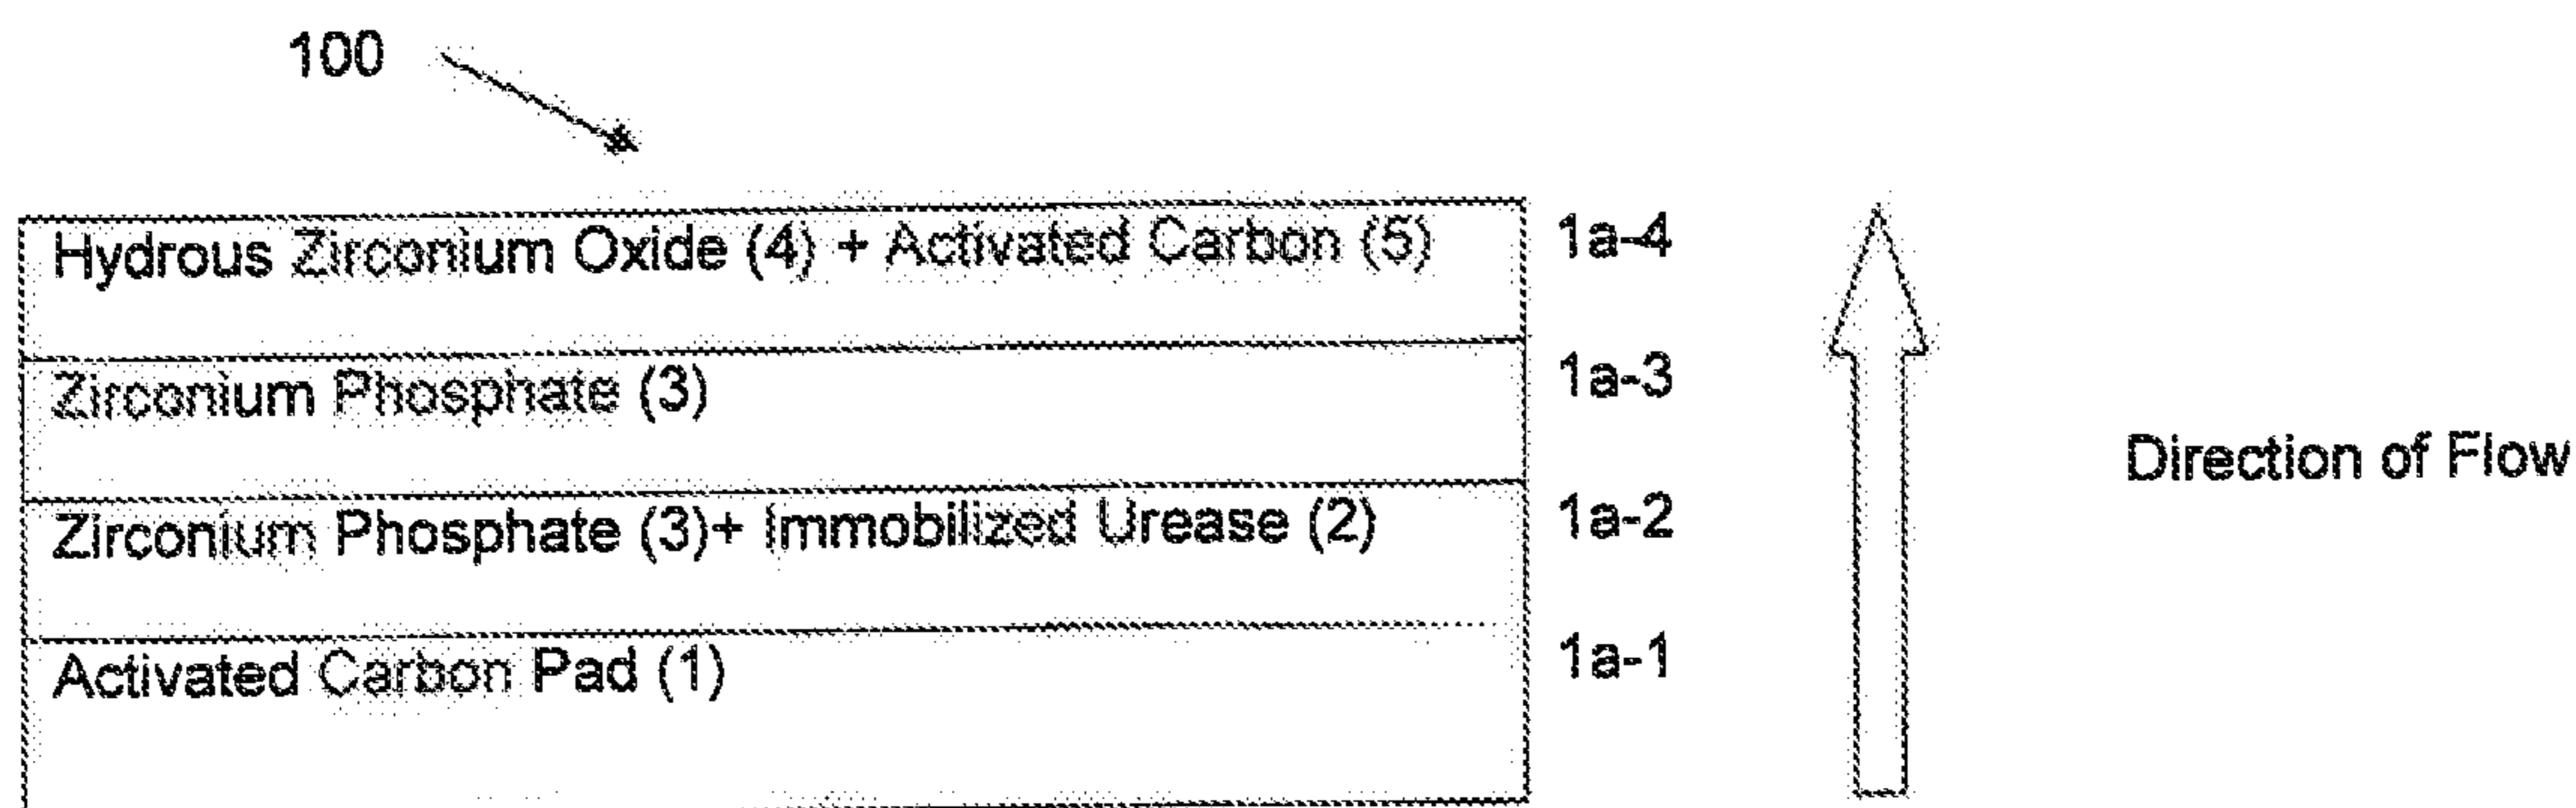 100
Hydrous Zirconium Oxide (4) + Activated Carbon (5)
1a-4
Zirconium Phosphate (3)
1a-3
Direction of Flow
Zirconium Phosphate (3)+ Immobilized Urease (2)
1a-2
Activated Carbon Pad (1)
1a-1